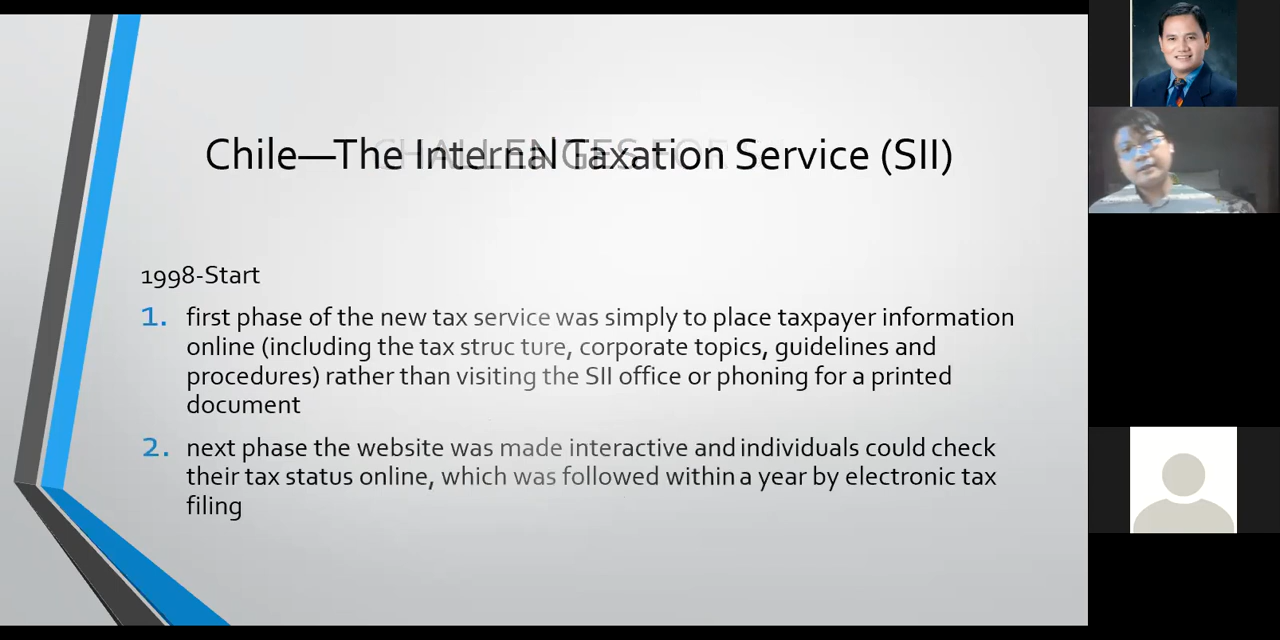 CHALLENGES FOR
Chile—The Internal Taxation Service (SII)
1998-Start
1. first phase of the new tax service was simply to place taxpayer information
online (including the tax struc ture, corporate topics, guidelines and
procedures) rather than visiting the SII office or phoning for a printed
document
2. next phase the website was made interactive and individuals could check
their tax status online, which was followed within a year by electronic tax
filing